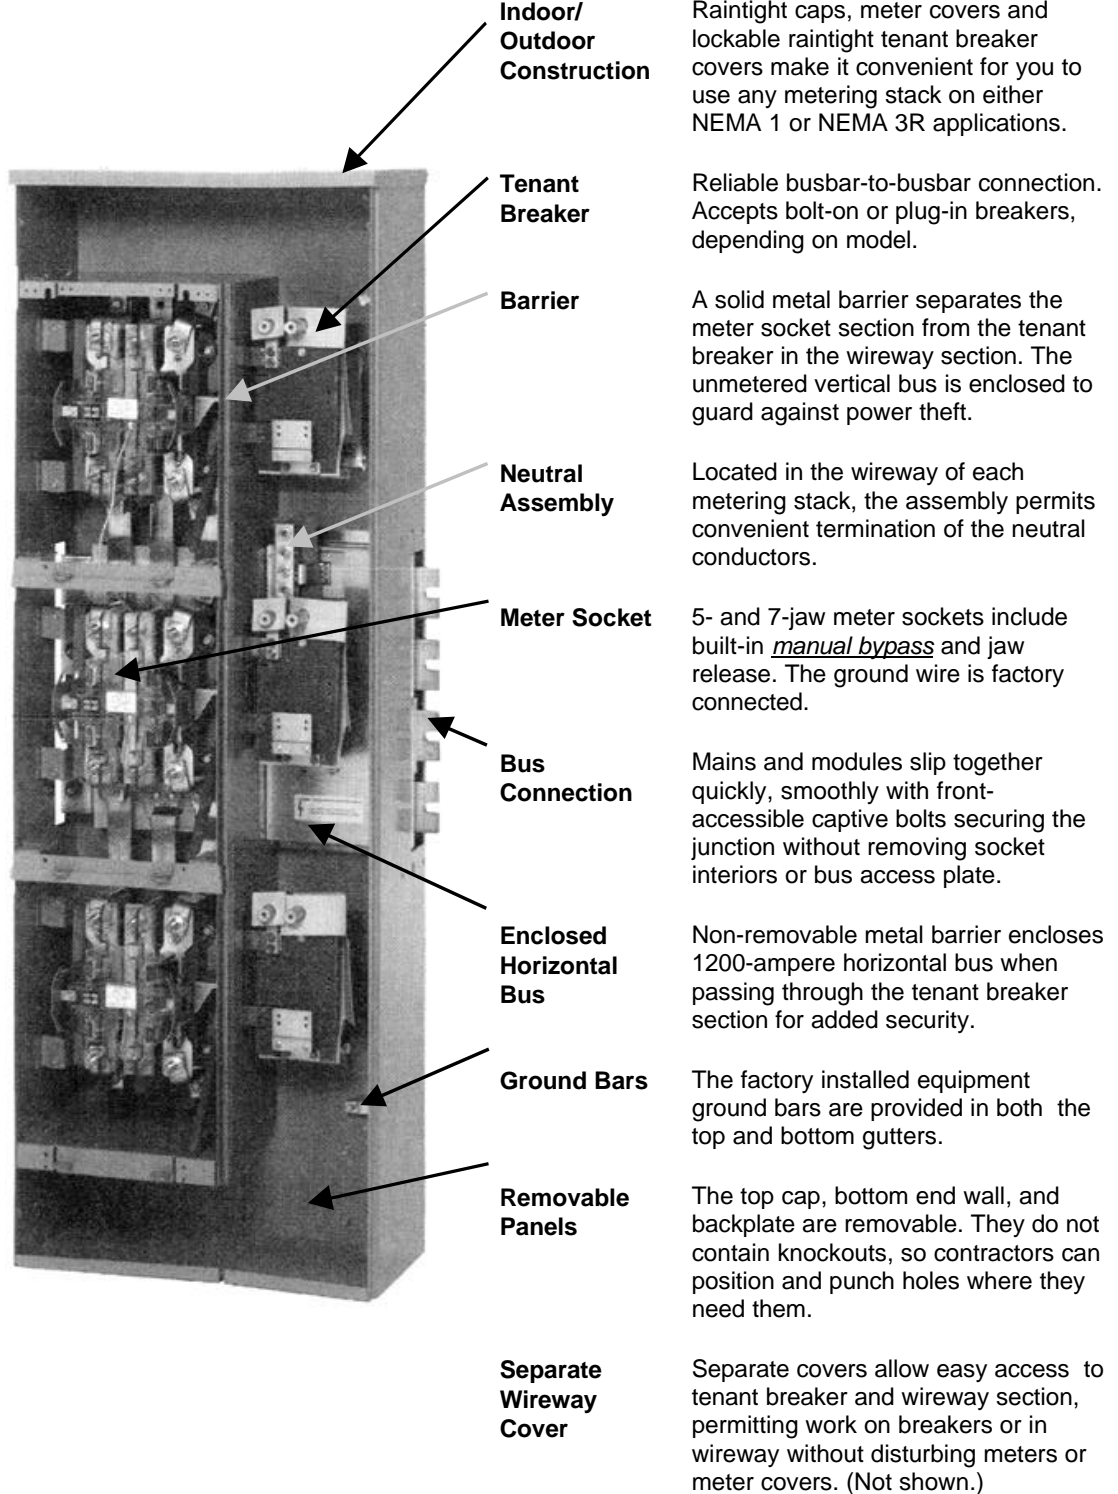 Indoor/
Outdoor
Construction
Raintight caps, meter covers and
lockable raintight tenant breaker
covers make it convenient for you to
use any metering stack on either
NEMA 1 or NEMA 3R applications.
Tenant
Breaker
Reliable busbar-to-busbar connection.
Accepts bolt-on or plug-in breakers,
depending on model.
Barrier
A solid metal barrier separates the
meter socket section from the tenant
breaker in the wireway section. The
unmetered vertical bus is enclosed to
guard against power theft.
Neutral
Assembly
Located in the wireway of each
metering stack, the assembly permits
convenient termination of the neutral
conductors.
Meter Socket
5- and 7-jaw meter sockets include
built-in manual bypass and jaw
release. The ground wire is factory
connected.
Bus
Connection
Mains and modules slip together
quickly, smoothly with front-
accessible captive bolts securing the
junction without removing socket
interiors or bus access plate.
Enclosed
Horizontal
Bus
Non-removable metal barrier encloses
1200-ampere horizontal bus when
passing through the tenant breaker
section for added security.
Ground Bars
The factory installed equipment
ground bars are provided in both the
top and bottom gutters.
Removable
Panels
The top cap, bottom end wall, and
backplate are removable. They do not
contain knockouts, so contractors can
position and punch holes where they
need them.
Separate
Wireway
Cover
Separate covers allow easy access to
tenant breaker and wireway section,
permitting work on breakers or in
wireway without disturbing meters or
meter covers. (Not shown.)